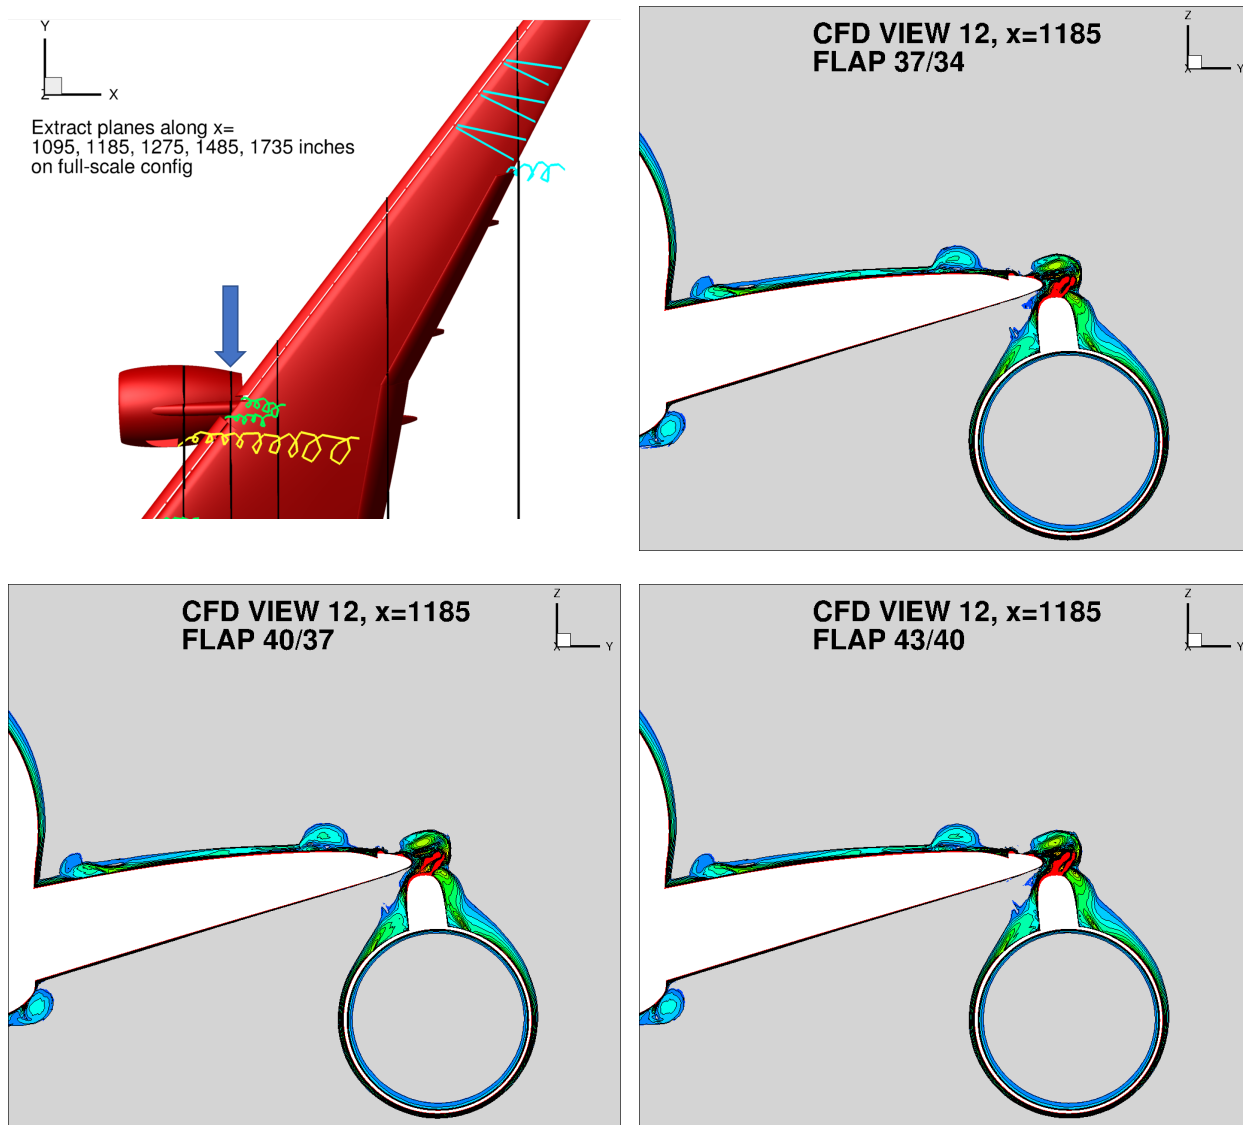 Y
Z
X
Extract planes along x=
1095, 1185, 1275, 1485, 1735 inches
on full-scale config
CFD VIEW 12, x=1185
FLAP 37/34
Z
X
Y
CFD VIEW 12, x=1185
FLAP 40/37
Z
X
Y
CFD VIEW 12, x=1185
FLAP 43/40
Z
X
Y